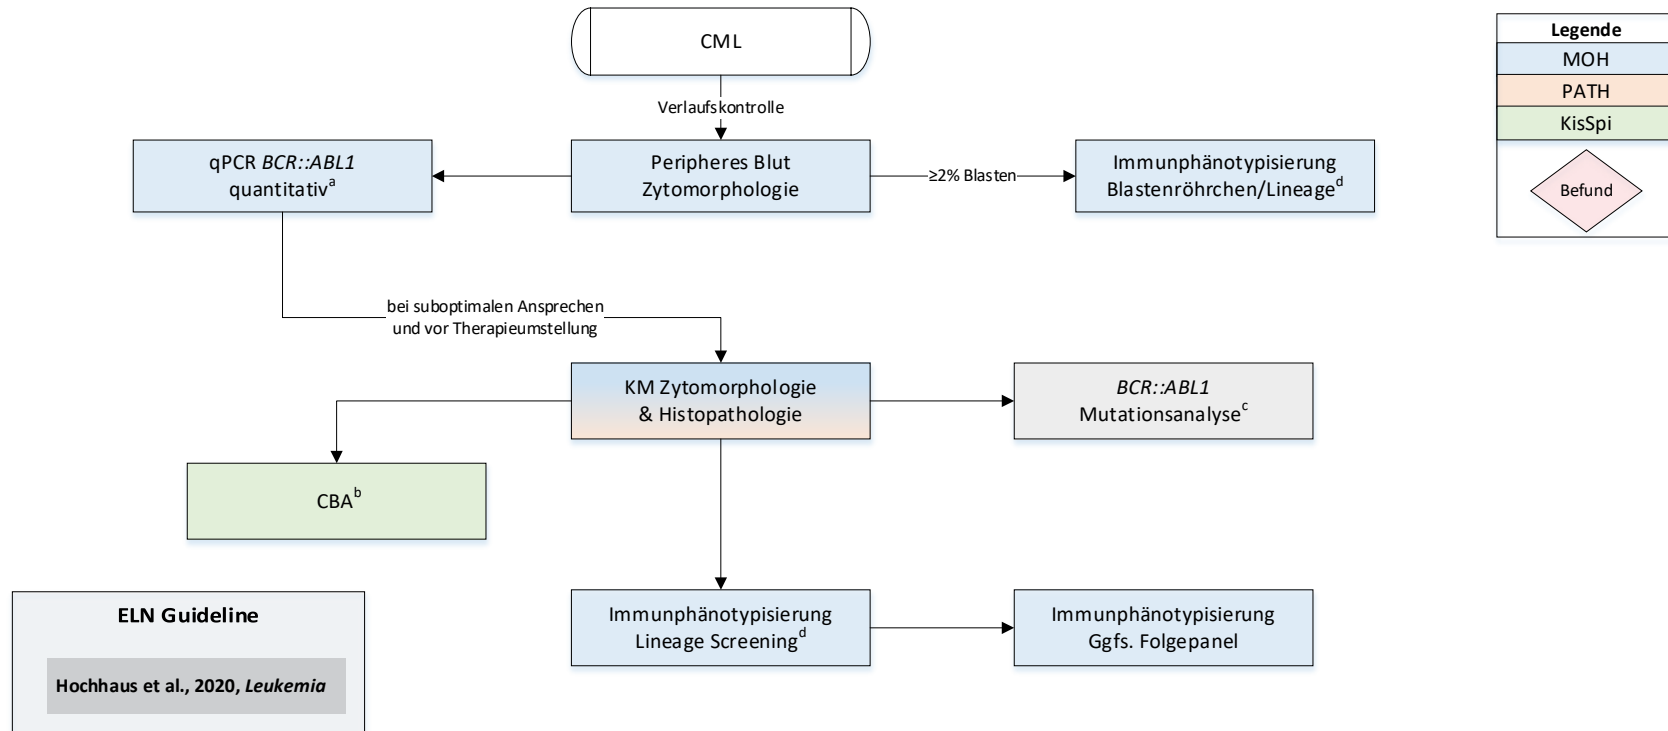 CML
Legende
MOH
PATH
KisSpi
Befund
Verlaufskontrolle
qPCR BCR::ABL1
quantitativa
Peripheres Blut
Zytomorphologie
≥2% Blasten
Immunphänotypisierung
Blastenröhrchen/Lineaged
bei suboptimalen Ansprechen
und vor Therapieumstellung
KM Zytomorphologie
& Histopathologie
BCR::ABL1
Mutationsanalysec
CBAb
Immunphänotypisierung
Lineage Screeningd
Immunphänotypisierung
Ggfs. Folgepanel
ELN Guideline
Hochhaus et al., 2020, Leukemia